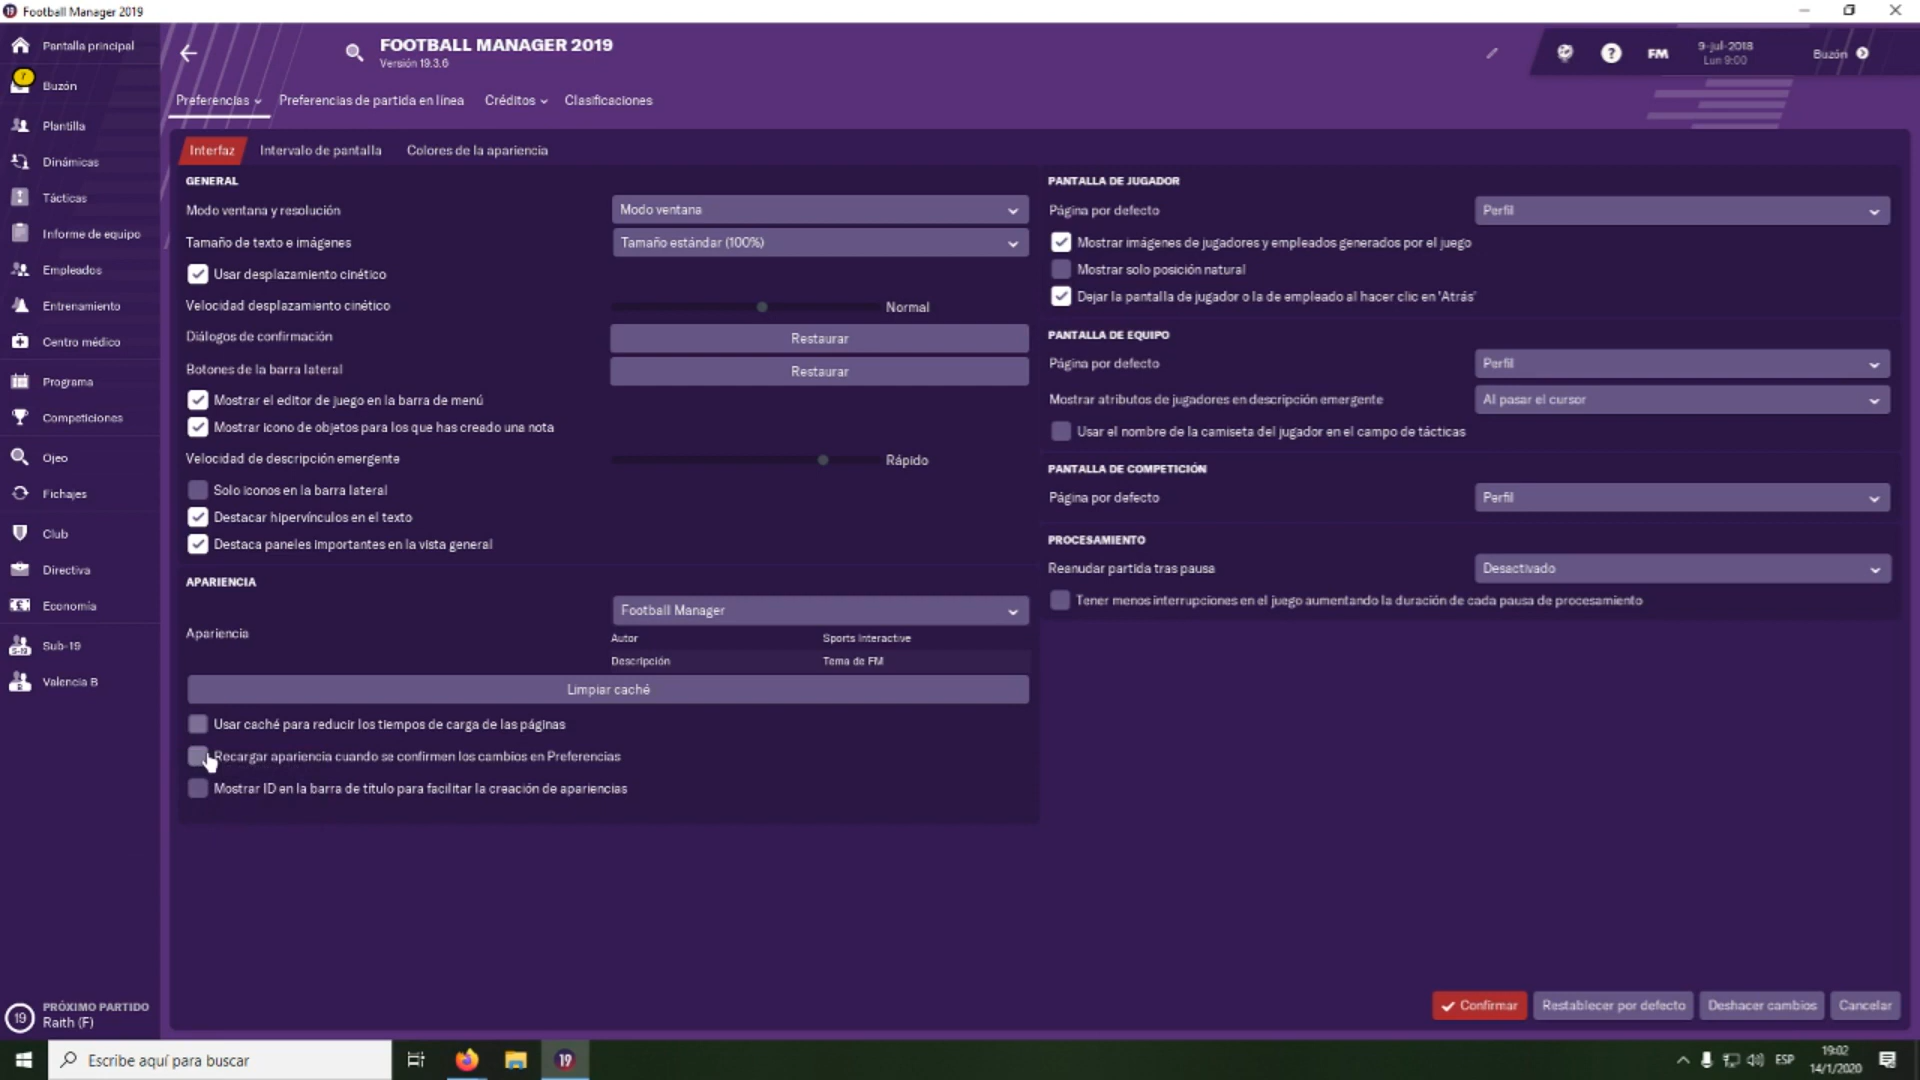 Football Manager 2019
Pantalla principal
7
Buzón
Plantilla
Dinámicas
Tácticas
Informe de equipo
Empleados
Entrenamiento
Centro médico
Programa
Competiciones
Ojeo
Fichajes
Club
Directiva
Economía
Sub-19
Valencia B
19
PRÓXIMO PARTIDO
Raith (F)
FOOTBALL MANAGER 2019
Versión 19.3.6
FM
9-jul-2018
Lun 9:00
Buzón
Preferencias
Preferencias de partida en línea
Créditos
Clasificaciones
Interfaz
Intervalo de pantalla
Colores de la apariencia
GENERAL
Modo ventana y resolución
Modo ventana
Tamaño de texto e imágenes
Tamaño estándar (100%)
Usar desplazamiento cinético
Velocidad desplazamiento cinético
Normal
Diálogos de confirmación
Restaurar
Botones de la barra lateral
Restaurar
Mostrar el editor de juego en la barra de menú
Mostrar icono de objetos para los que has creado una nota
Velocidad de descripción emergente
Rápido
Solo iconos en la barra lateral
Destacar hipervínculos en el texto
Destaca paneles importantes en la vista general
APARIENCIA
Apariencia
Football Manager
Autor
Sports Interactive
Descripción
Tema de FM
Limpiar caché
Usar caché para reducir los tiempos de carga de las páginas
Recargar apariencia cuando se confirmen los cambios en Preferencias
Mostrar ID en la barra de título para facilitar la creación de apariencias
PANTALLA DE JUGADOR
Página por defecto
Perfil
Mostrar imágenes de jugadores y empleados generados por el juego
Mostrar solo posición natural
Dejar la pantalla de jugador o la de empleado al hacer clic en 'Atrás'
PANTALLA DE EQUIPO
Página por defecto
Perfil
Mostrar atributos de jugadores en descripción emergente
Al pasar el cursor
Usar el nombre de la camiseta del jugador en el campo de tácticas
PANTALLA DE COMPETICIÓN
Página por defecto
Perfil
PROCESAMIENTO
Reanudar partida tras pausa
Desactivado
Tener menos interrupciones en el juego aumentando la duración de cada pausa de procesamiento
Confirmar
Restablecer por defecto
Deshacer cambios
Cancelar
Escribe aquí para buscar
19
ESP
19:02
14/1/2020